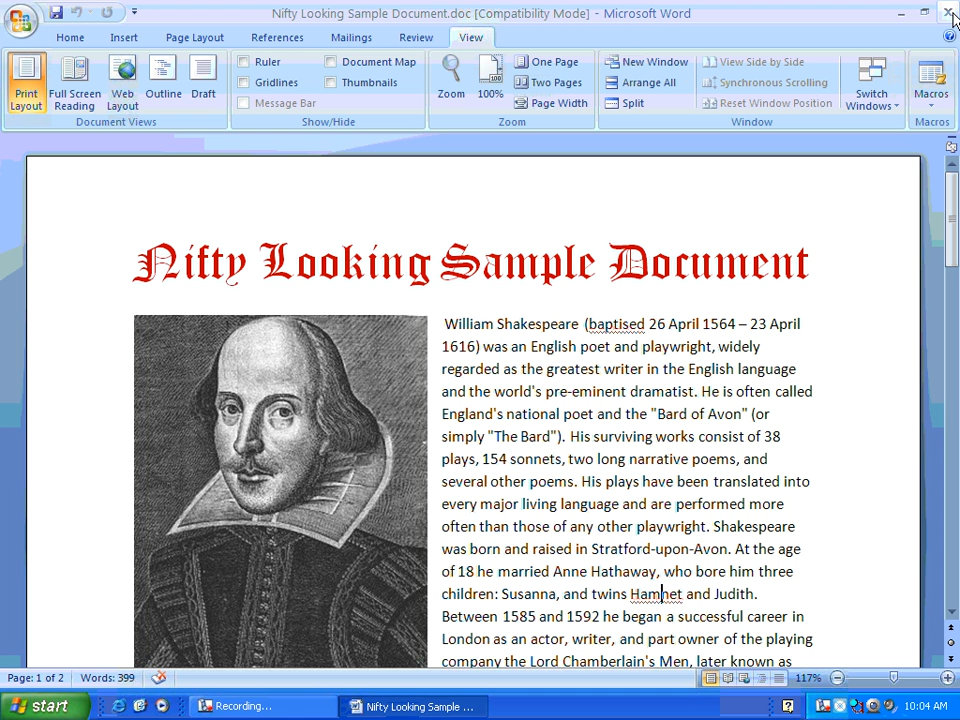 Nifty Looking Sample Document.doc [Compatibility Mode] - Microsoft Word
Home Insert Page Layout References Mailings Review View
Ruler Document Map One Page New Window View Side by Side
Gridlines Thumbnails Two Pages Arrange All Synchronous Scrolling
Message Bar Page Width Split Reset Window Position
Print Layout Full Screen Reading Web Layout Outline Draft Zoom 100% Switch Windows Macros
Document Views Show/Hide Zoom Window Macros
Nifty Looking Sample Document
William Shakespeare (baptised 26 April 1564 – 23 April
1616) was an English poet and playwright, widely
regarded as the greatest writer in the English language
and the world's pre-eminent dramatist. He is often called
England's national poet and the "Bard of Avon" (or
simply "The Bard"). His surviving works consist of 38
plays, 154 sonnets, two long narrative poems, and
several other poems. His plays have been translated into
every major living language and are performed more
often than those of any other playwright. Shakespeare
was born and raised in Stratford-upon-Avon. At the age
of 18 he married Anne Hathaway, who bore him three
children: Susanna, and twins Hamnet and Judith.
Between 1585 and 1592 he began a successful career in
London as an actor, writer, and part owner of the playing
company the Lord Chamberlain's Men, later known as
Page: 1 of 2 Words: 399 117%
start Recording... Nifty Looking Sample ... 10:04 AM